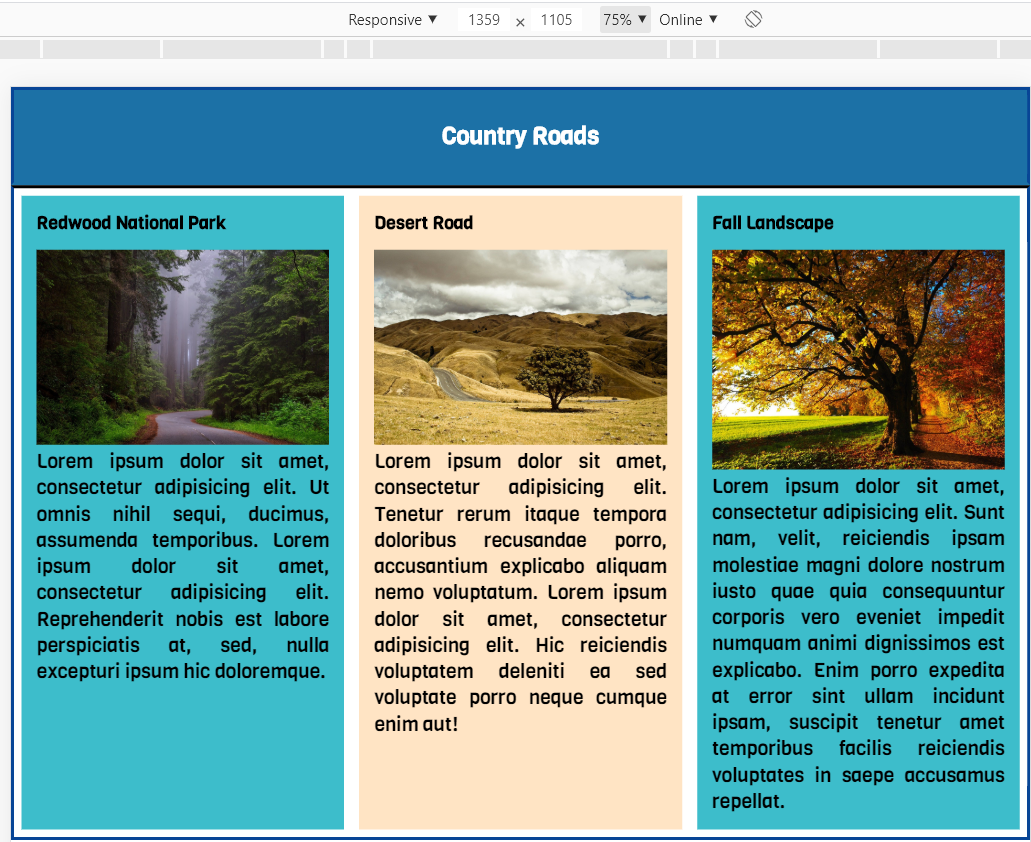 Responsive ▼ 1359 × 1105 75% ▼ Online ▼
Country Roads
Redwood National Park
Lorem ipsum dolor sit amet,
consectetur adipisicing elit. Ut
omnis nihil sequi, ducimus,
assumenda temporibus. Lorem
ipsum dolor sit amet,
consectetur adipisicing elit.
Reprehenderit nobis est labore
perspiciatis at, sed, nulla
excepturi ipsum hic doloremque.
Desert Road
Lorem ipsum dolor sit amet,
consectetur adipisicing elit.
Tenetur rerum itaque tempora
doloribus recusandae porro,
accusantium explicabo aliquam
nemo voluptatum. Lorem ipsum
dolor sit amet, consectetur
adipisicing elit. Hic reiciendis
voluptatem deleniti ea sed
voluptate porro neque cumque
enim aut!
Fall Landscape
Lorem ipsum dolor sit amet,
consectetur adipisicing elit. Sunt
nam, velit, reiciendis ipsam
molestiae magni dolore nostrum
iusto quae quia consequuntur
corporis vero eveniet impedit
numquam animi dignissimos est
explicabo. Enim porro expedita
at error sint ullam incidunt
ipsam, suscipit tenetur amet
temporibus facilis reiciendis
voluptates in saepe accusamus
repellat.